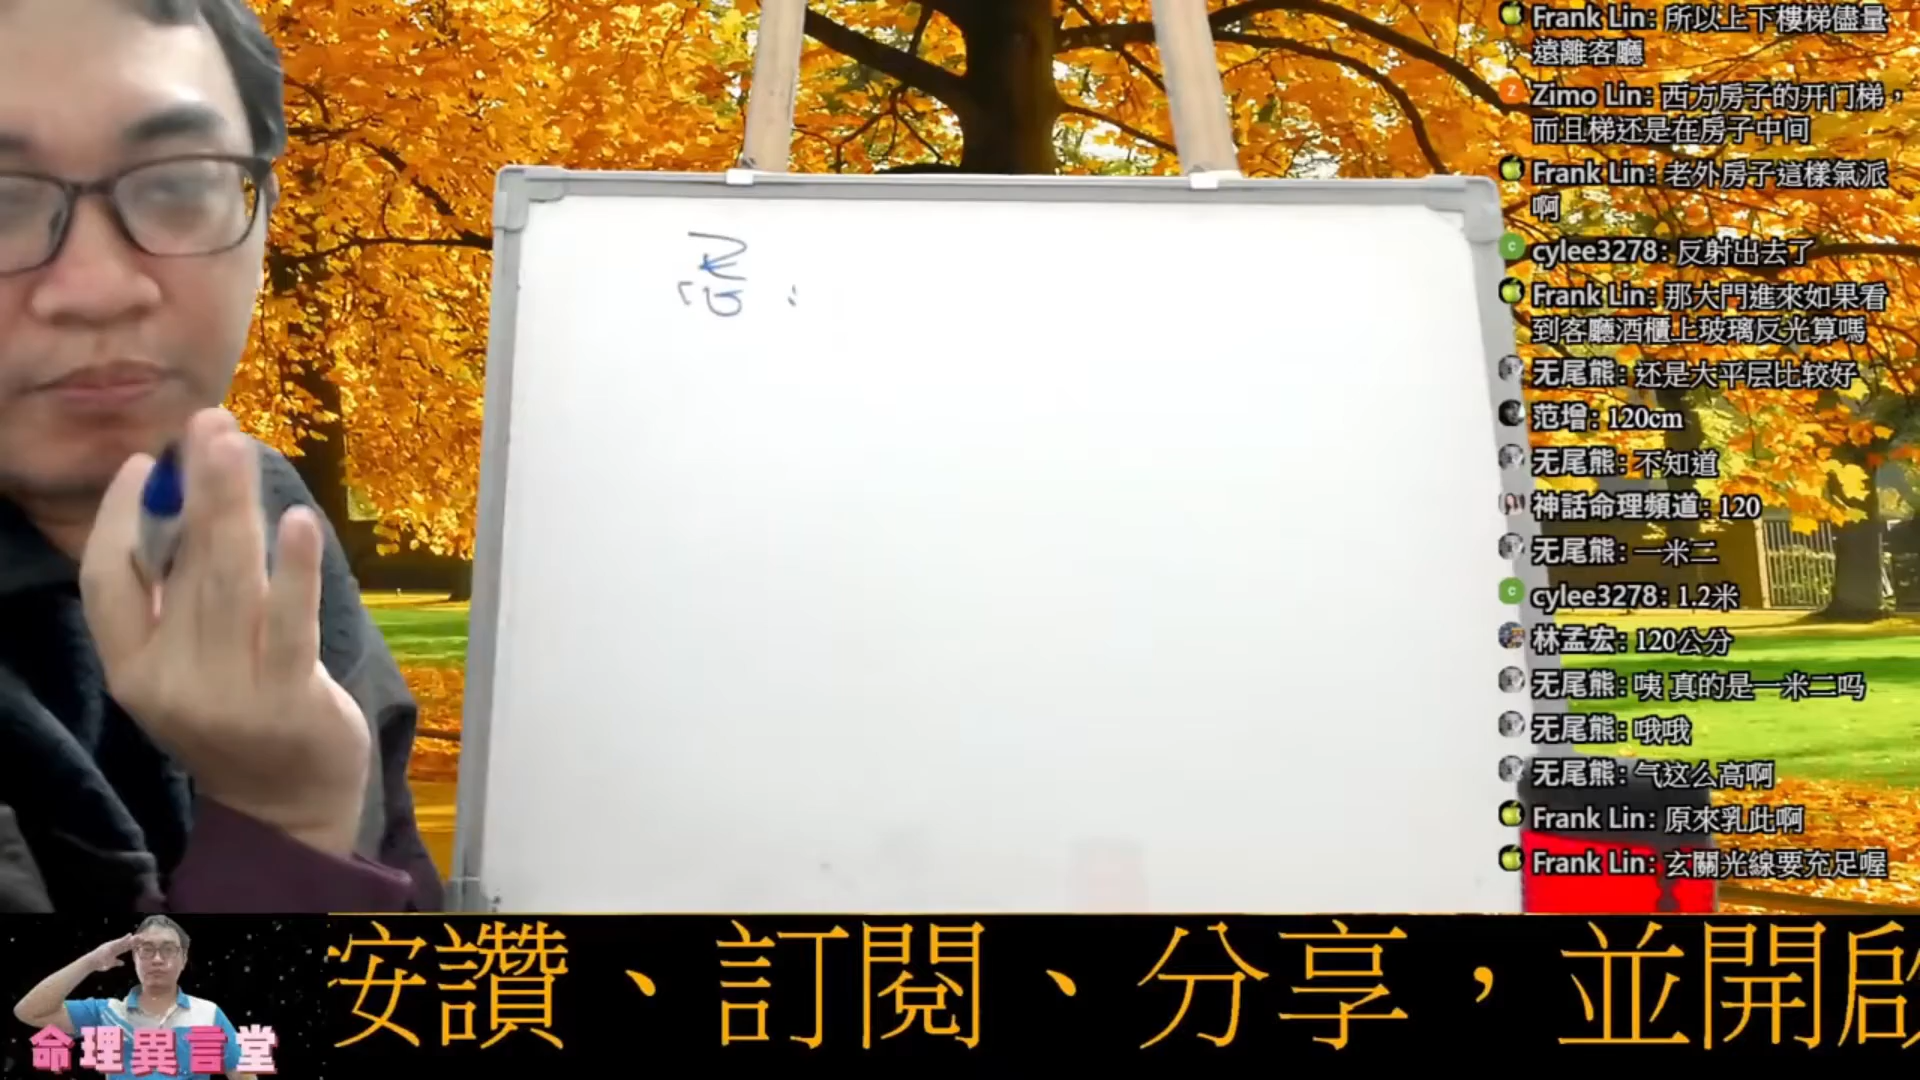 Frank Lin: 所以上下樓梯儘量
遠離客廳
Zimo Lin: 西方房子的开门梯，
而且梯还是在房子中间
Frank Lin: 老外房子這樣氣派
啊
cylee3278: 反射出去了
Frank Lin: 那大門進來如果看
到客廳酒櫃上玻璃反光算嗎
无尾熊: 还是大平层比较好
范增: 120cm
无尾熊: 不知道
神話命理頻道: 120
无尾熊: 一米二
cylee3278: 1.2米
林孟宏: 120公分
无尾熊: 咦 真的是一米二吗
无尾熊: 哦哦
无尾熊: 气这么高啊
Frank Lin: 原來乳此啊
Frank Lin: 玄關光線要充足喔
按讚、訂閱、分享，並開啟
命理異言堂